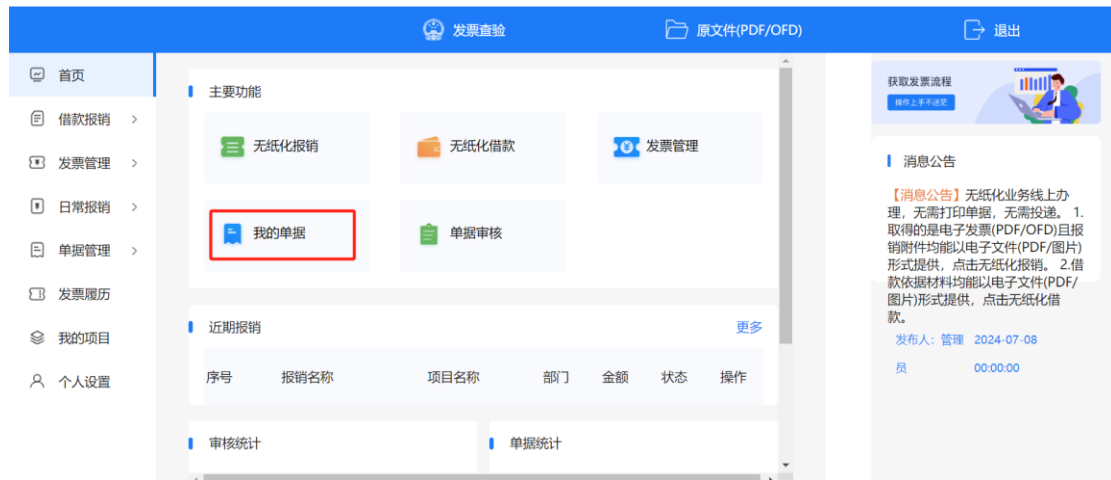 发票查验
原文件(PDF/OFD)
退出
首页
借款报销
发票管理
日常报销
单据管理
发票履历
我的项目
个人设置
主要功能
无纸化报销
无纸化借款
发票管理
我的单据
单据审核
近期报销
更多
序号 报销名称 项目名称 部门 金额 状态 操作
审核统计
单据统计
获取发票流程
操作上手不迷茫
消息公告
【消息公告】无纸化业务线上办
理，无需打印单据，无需投递。 1.
取得的是电子发票(PDF/OFD)且报
销附件均能以电子文件(PDF/图片)
形式提供，点击无纸化报销。 2.借
款依据材料均能以电子文件(PDF/
图片)形式提供，点击无纸化借
款。
发布人：管理 2024-07-08
员 00:00:00